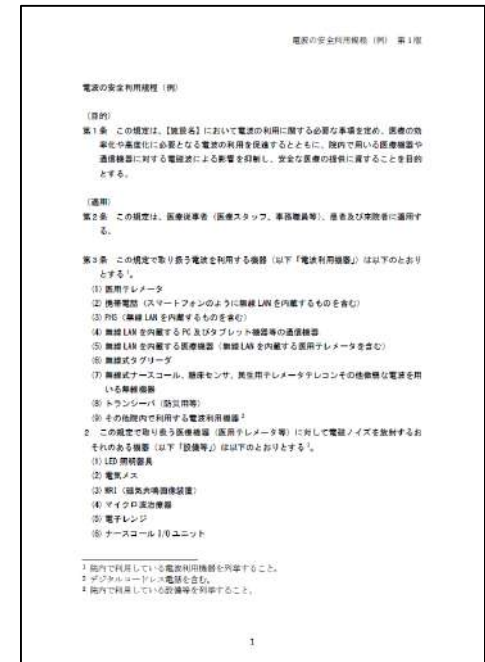 電波の安全利用規程（例） 第1版
電波の安全利用規程（例）
（目的）
第1条 この規定は、【施設名】において電波の利用に関する必要な事項を定め、医療の効
率化や高度化に必要となる電波の利用を促進するとともに、院内で用いる医療機器や
通信機器に対する電磁波による影響を抑制し、安全な医療の提供に資することを目的
とする。
（適用）
第2条 この規定は、医療従事者（医療スタッフ、事務職員等）、患者及び来院者に適用す
る。
第3条 この規定で取り扱う電波を利用する機器（以下「電波利用機器」）は以下のとおり
とする1。
(1) 医用テレメータ
(2) 携帯電話（スマートフォンのように無線LANを内蔵するものを含む）
(3) PHS（無線LANを内蔵するものを含む）
(4) 無線LANを内蔵するPC及びタブレット機器等の通信機器
(5) 無線LANを内蔵する医療機器（無線LANを内蔵する医用テレメータを含む）
(6) 無線式タグリーダ
(7) 無線式ナースコール、離床センサ、民生用テレメータテレコンその他微弱な電波を用
いる無線機器
(8) トランシーバ（防災用等）
(9) その他院内で利用する電波利用機器2
2 この規定で取り扱う医療機器（医用テレメータ等）に対して電磁ノイズを放射するお
それのある機器（以下「設備等」）は以下のとおりとする3。
(1) LED照明器具
(2) 電気メス
(3) MRI（磁気共鳴画像装置）
(4) マイクロ波治療器
(5) 電子レンジ
(6) ナースコールI/Oユニット
1 院内で利用している電波利用機器を列挙すること。
2 デジタルコードレス電話を含む。
3 院内で利用している設備等を列挙すること。
1